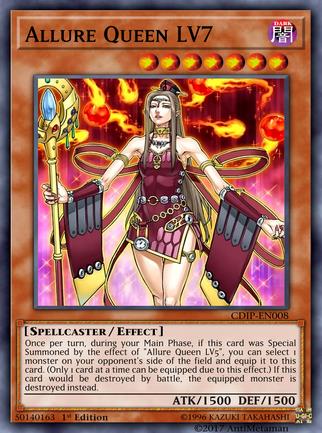 ALLURE QUEEN LV7
DARK
闇
CDIP-EN008
[SPELLCASTER / EFFECT]
Once per turn, during your Main Phase, if this card was Special
Summoned by the effect of "Allure Queen LV5", you can select 1
monster on your opponent's side of the field and equip it to this
card. (Only 1 card at a time can be equipped due to this effect.) If this
card would be destroyed by battle, the equipped monster is
destroyed instead.
ATK/1500 DEF/1500
50140163 1st Edition ©1996 KAZUKI TAKAHASHI
©2017 AntiMetaman